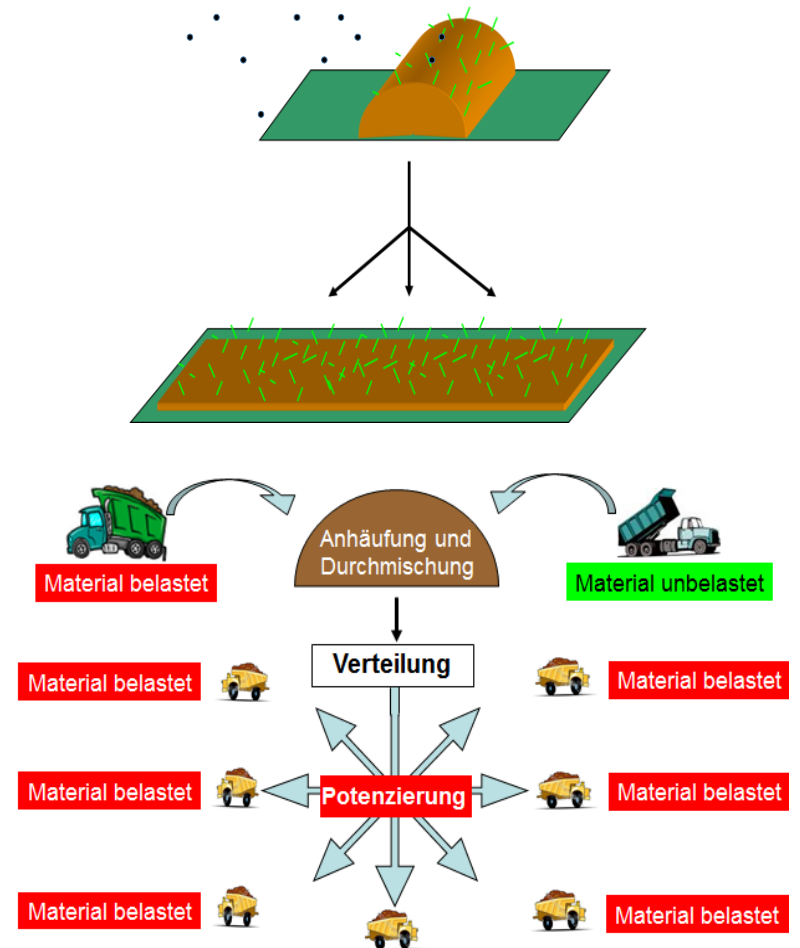 Anhäufung und
Durchmischung
Material belastet
Material unbelastet
Verteilung
Material belastet
Material belastet
Material belastet
Potenzierung
Material belastet
Material belastet
Material belastet